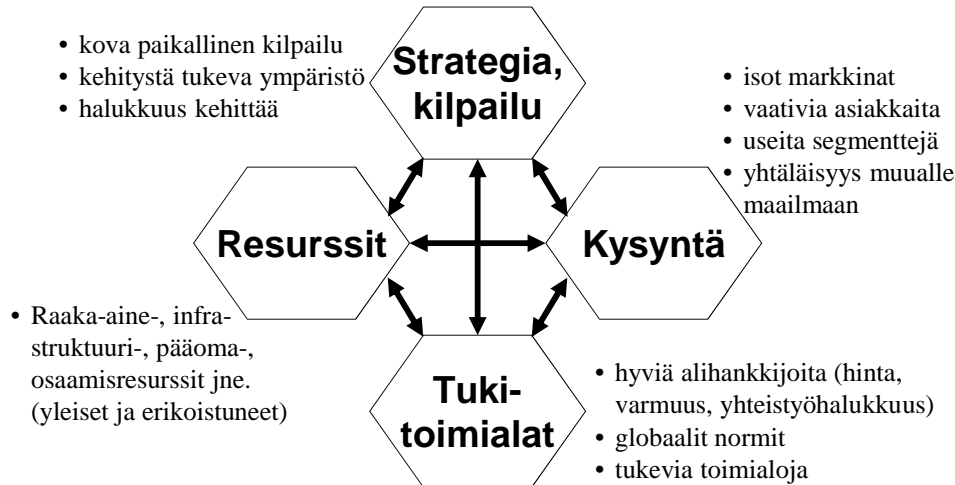 • kova paikallinen kilpailu
• kehitystä tukeva ympäristö
• halukkuus kehittää
Strategia,
kilpailu
• isot markkinat
• vaativia asiakkaita
• useita segmenttejä
• yhtäläisyys muualle
maailmaan
Resurssit
Kysyntä
• Raaka-aine-, infra-
struktuuri-, pääoma-,
osaamisresurssit jne.
(yleiset ja erikoistuneet)
Tuki-
toimialat
• hyviä alihankkijoita (hinta,
varmuus, yhteistyöhalukkuus)
• globaalit normit
• tukevia toimialoja